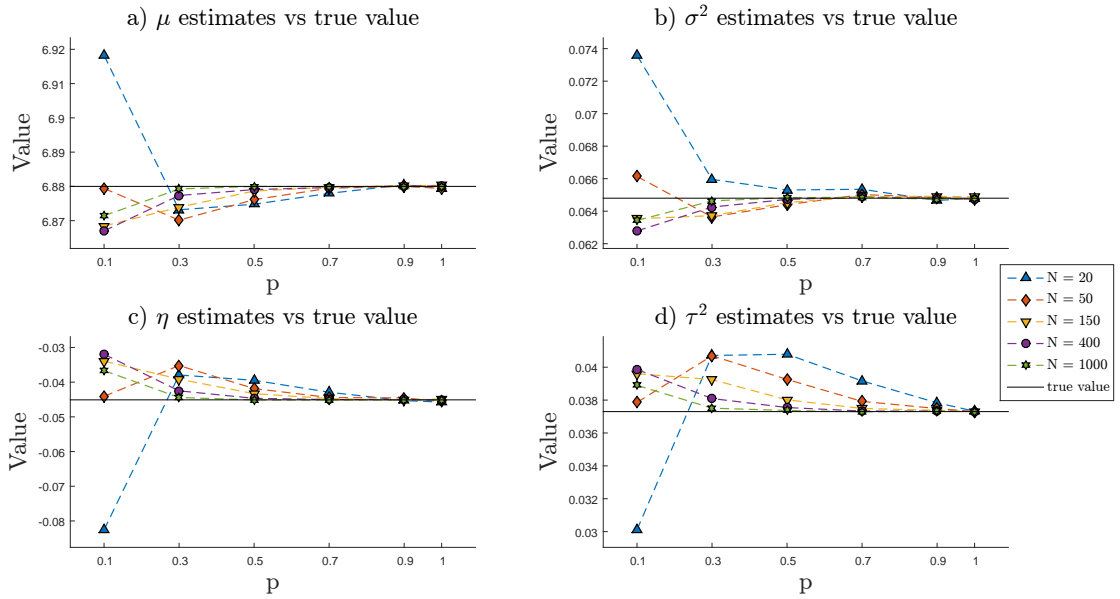 a) μ estimates vs true value
6.92
6.91
6.9
6.89
6.88
6.87
Value
0.1 0.3 0.5 0.7 0.9 1
p
b) σ² estimates vs true value
0.074
0.072
0.07
0.068
0.066
0.064
0.062
Value
0.1 0.3 0.5 0.7 0.9 1
p
c) η estimates vs true value
-0.03
-0.04
-0.05
-0.06
-0.07
-0.08
Value
0.1 0.3 0.5 0.7 0.9 1
p
d) τ² estimates vs true value
0.04
0.038
0.036
0.034
0.032
0.03
Value
0.1 0.3 0.5 0.7 0.9 1
p
N = 20
N = 50
N = 150
N = 400
N = 1000
true value